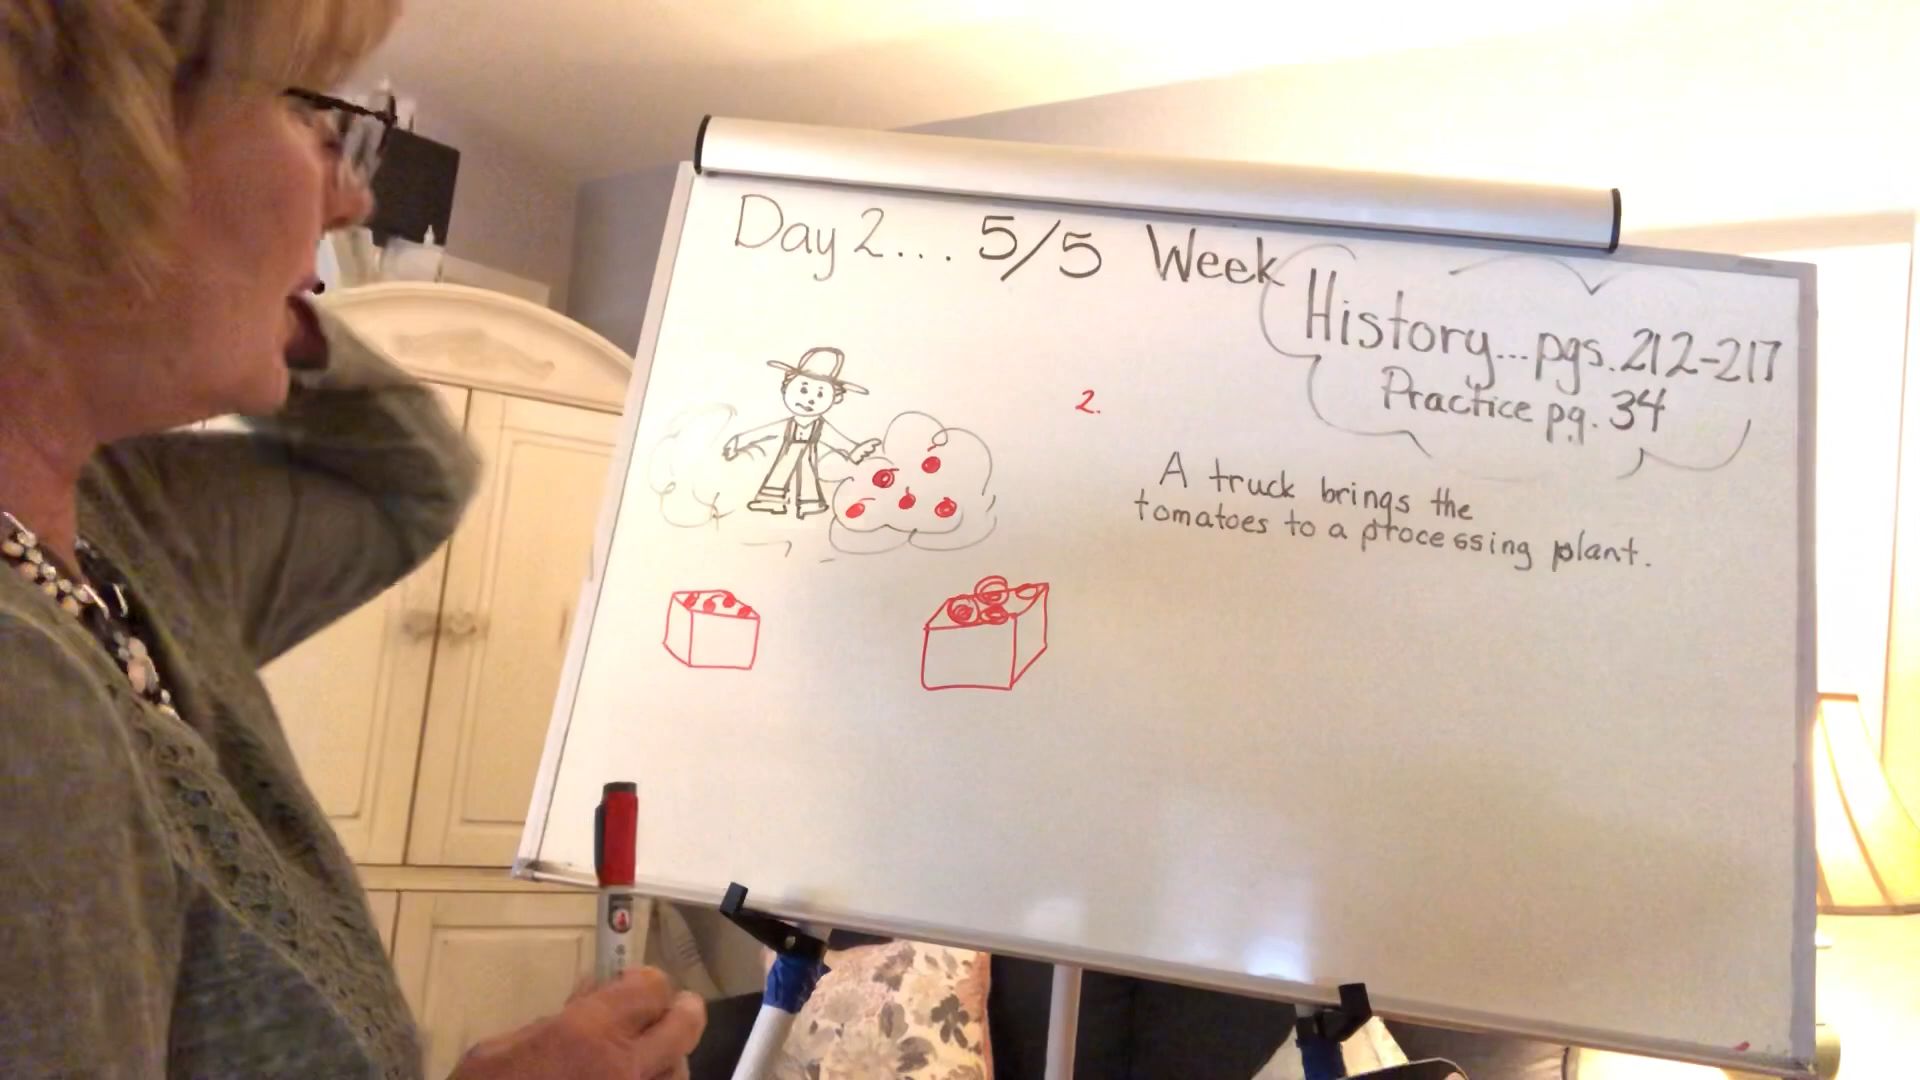 Day 2... 5/5 Week
History...pgs.212-217
Practice pg. 34
2.
A truck brings the
tomatoes to a processing plant.